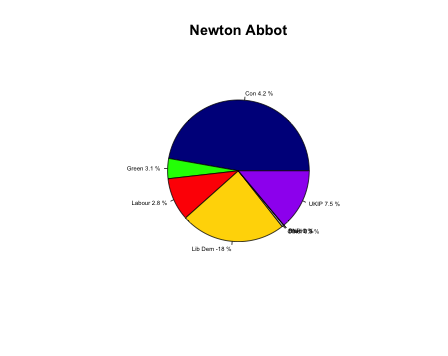 Newton Abbot
Con 4.2 %
Green 3.1 %
Labour 2.8 %
UKIP 7.5 %
Lib Dem -18 %